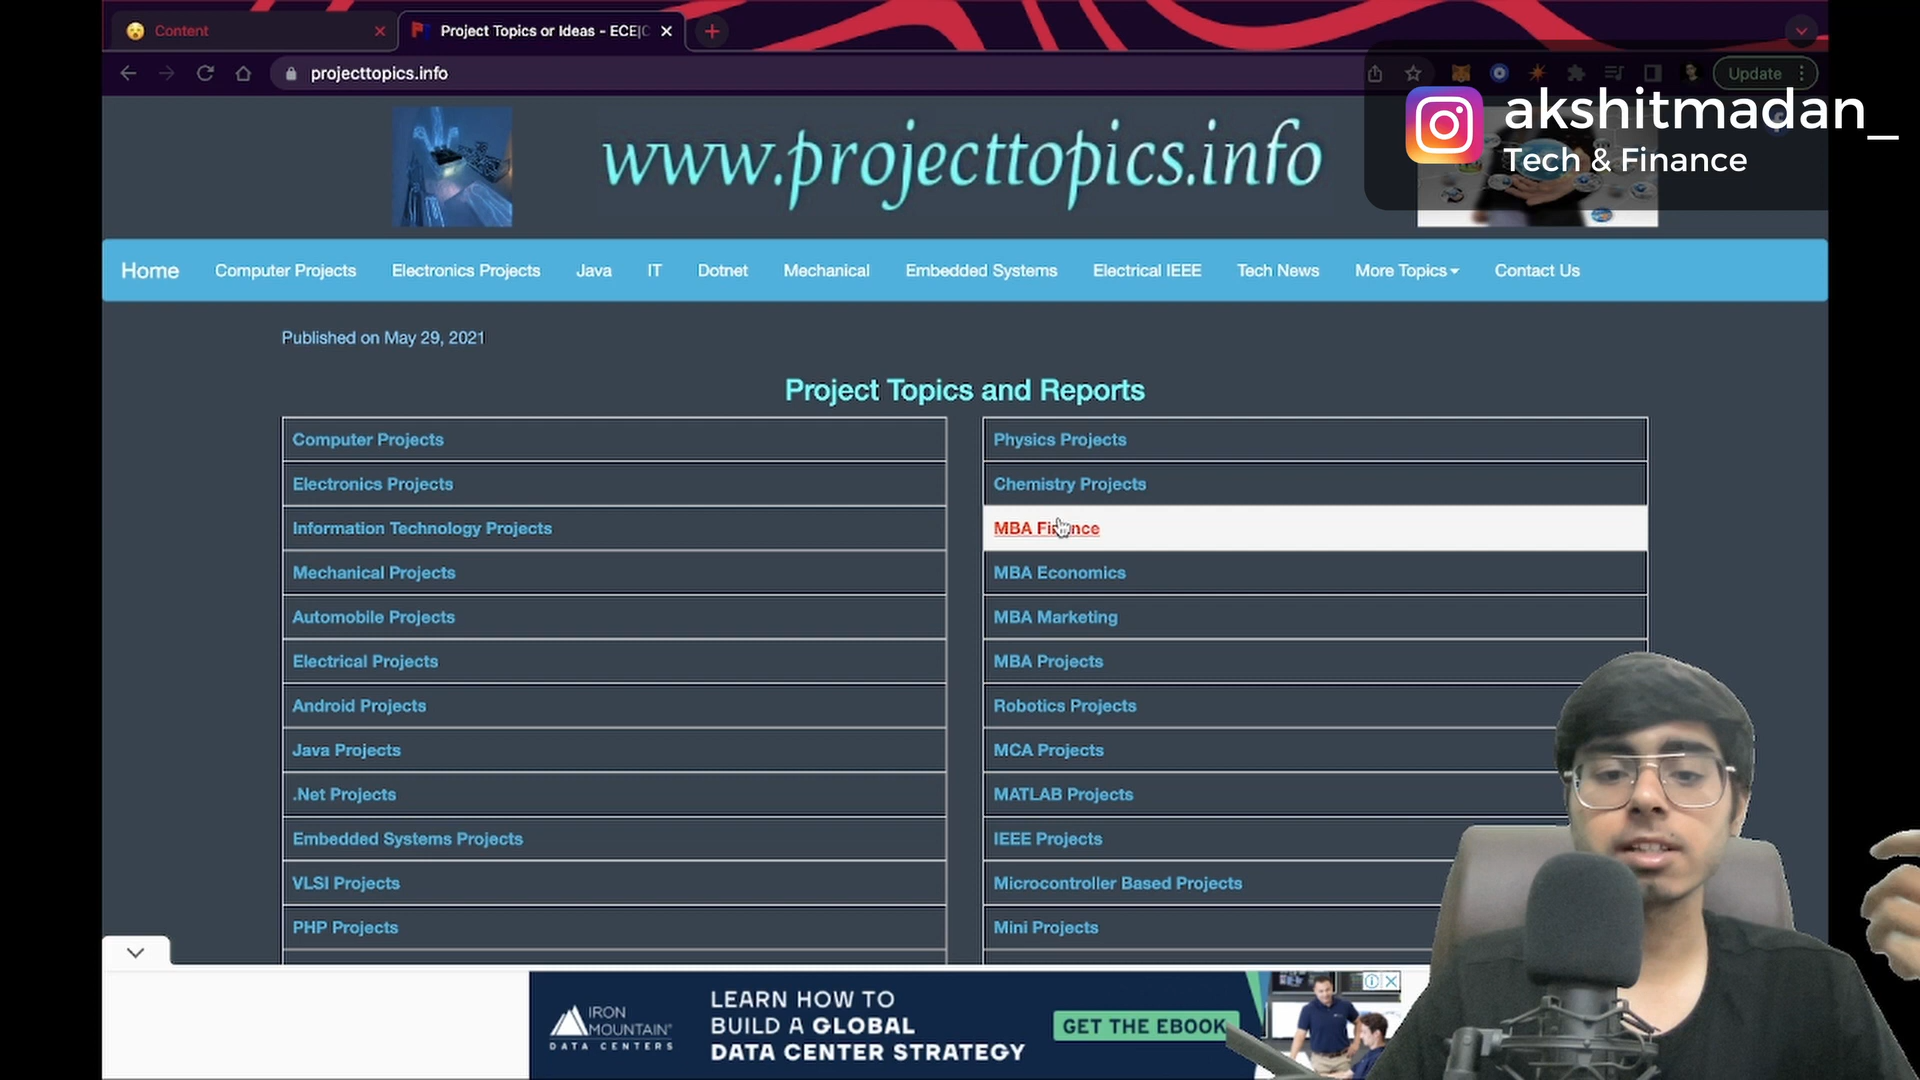 Content
Project Topics or Ideas - ECE|C
projecttopics.info
Update
akshitmadan_
Tech & Finance
www.projecttopics.info
Home
Computer Projects
Electronics Projects
Java
IT
Dotnet
Mechanical
Embedded Systems
Electrical IEEE
Tech News
More Topics
Contact Us
Published on May 29, 2021
Project Topics and Reports
Computer Projects
Electronics Projects
Information Technology Projects
Mechanical Projects
Automobile Projects
Electrical Projects
Android Projects
Java Projects
.Net Projects
Embedded Systems Projects
VLSI Projects
PHP Projects
Physics Projects
Chemistry Projects
MBA Finance
MBA Economics
MBA Marketing
MBA Projects
Robotics Projects
MCA Projects
MATLAB Projects
IEEE Projects
Microcontroller Based Projects
Mini Projects
IRON
MOUNTAIN
DATA CENTERS
LEARN HOW TO
BUILD A GLOBAL
DATA CENTER STRATEGY
GET THE EBOOK